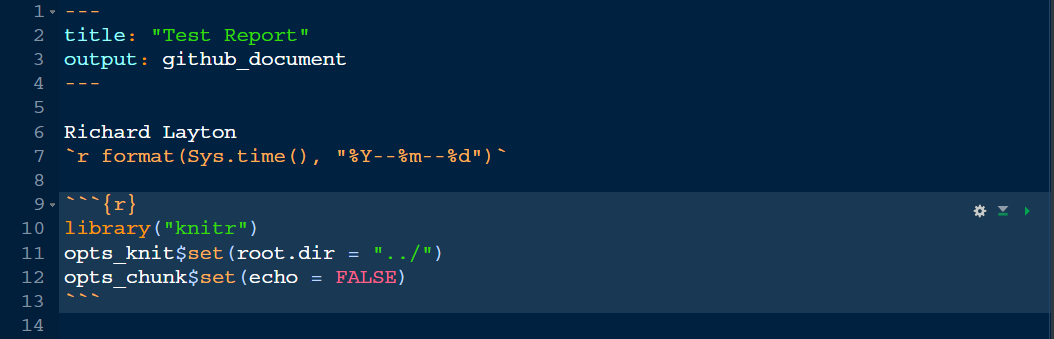 1 ---
2 title: "Test Report"
3 output: github_document
4 ---
5
6 Richard Layton
7 `r format(Sys.time(), "%Y--%m--%d")`
8
9 ```{r}
10 library("knitr")
11 opts_knit$set(root.dir = "../")
12 opts_chunk$set(echo = FALSE)
13 ```
14